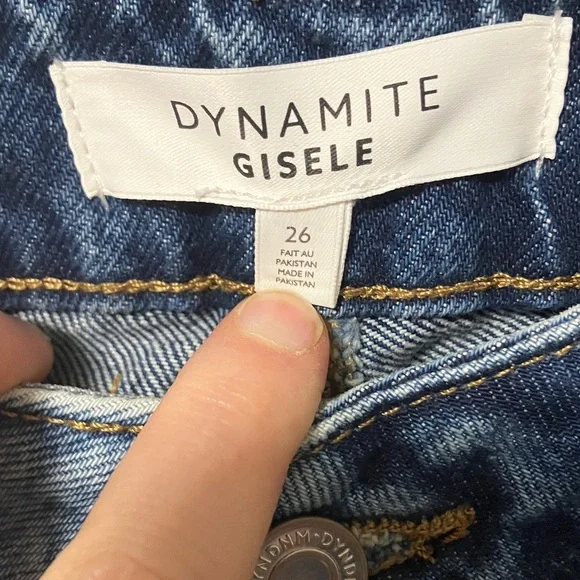 DYNAMITE
GISELE
26
FAIT AU
PAKISTAN
MADE IN
PAKISTAN